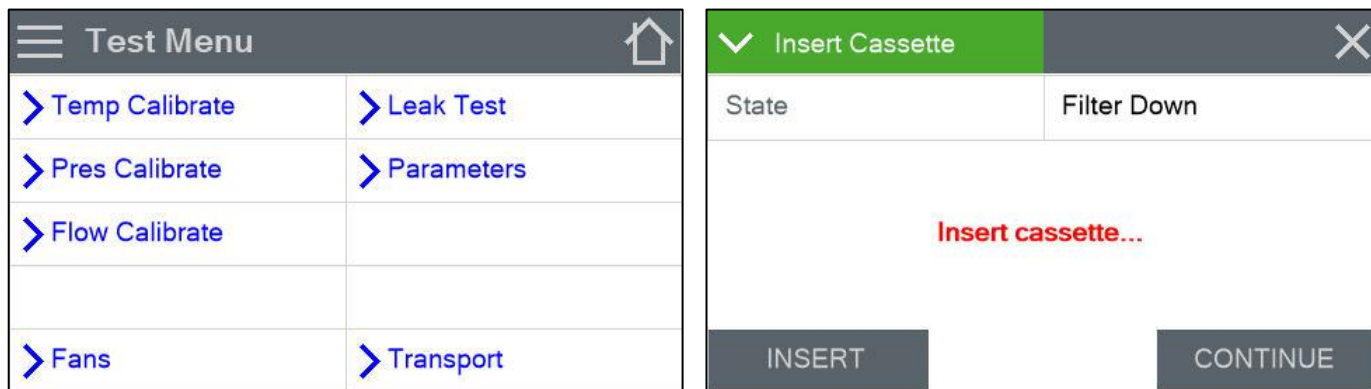 Test Menu
Temp Calibrate
Leak Test
Pres Calibrate
Parameters
Flow Calibrate
Fans
Transport
Insert Cassette
State
Filter Down
Insert cassette...
INSERT
CONTINUE